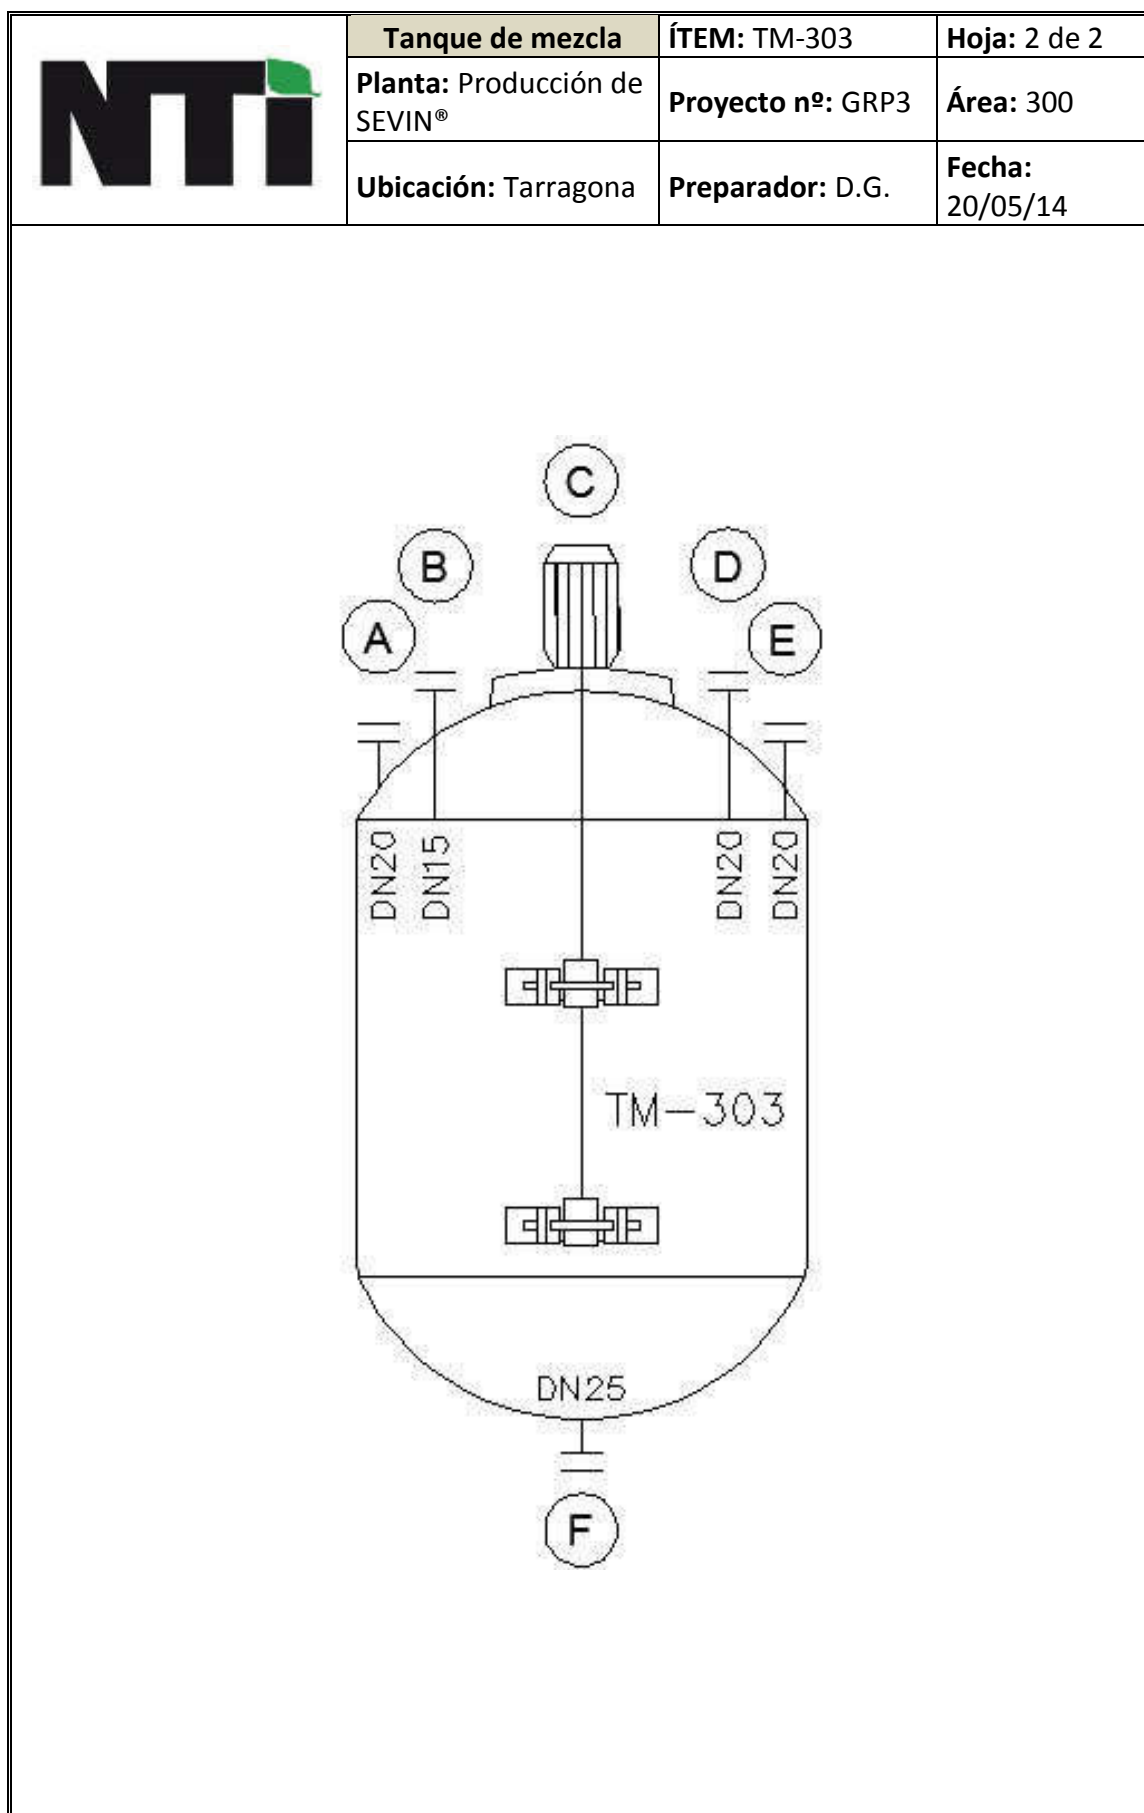 NTi
Tanque de mezcla
ÍTEM: TM-303
Hoja: 2 de 2
Planta: Producción de
SEVIN®
Proyecto nº: GRP3
Área: 300
Ubicación: Tarragona
Preparador: D.G.
Fecha:
20/05/14
C
B
D
A
E
DN20
DN15
DN20
DN20
TM-303
DN25
F